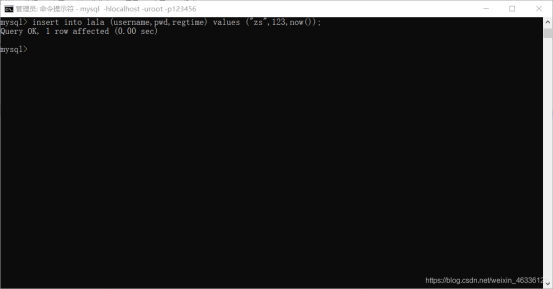 管理员: 命令提示符 - mysql -hlocalhost -uroot -p123456
mysql> insert into lala (username,pwd,regtime) values ("zs",123,now());
Query OK, 1 row affected (0.00 sec)
mysql>
https://blog.csdn.net/weixin_4633612